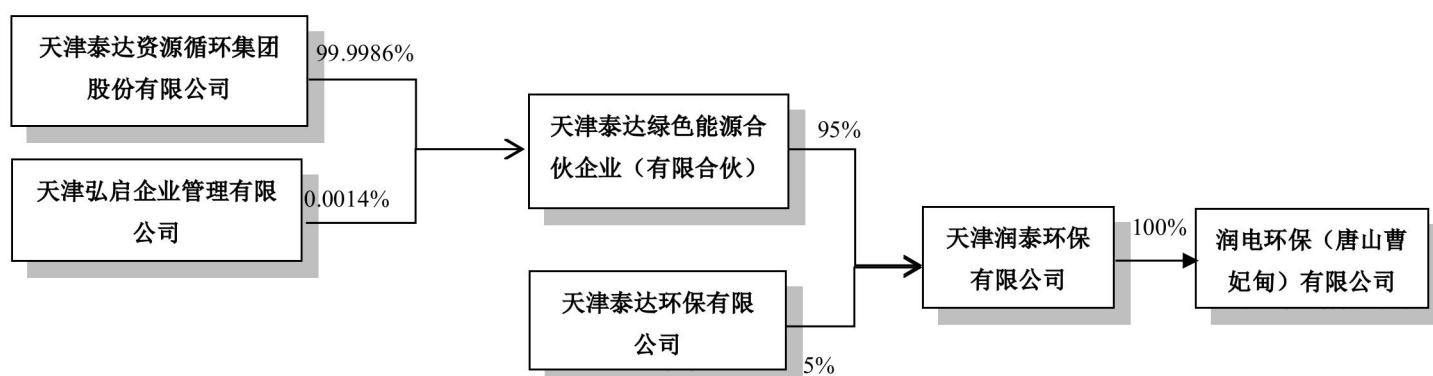 天津泰达资源循环集团
股份有限公司
99.9986%
天津弘启企业管理有限
公司
0.0014%
天津泰达绿色能源合
伙企业（有限合伙）
95%
天津泰达环保有限
公司
5%
天津润泰环保
有限公司
100%
润电环保（唐山曹
妃甸）有限公司